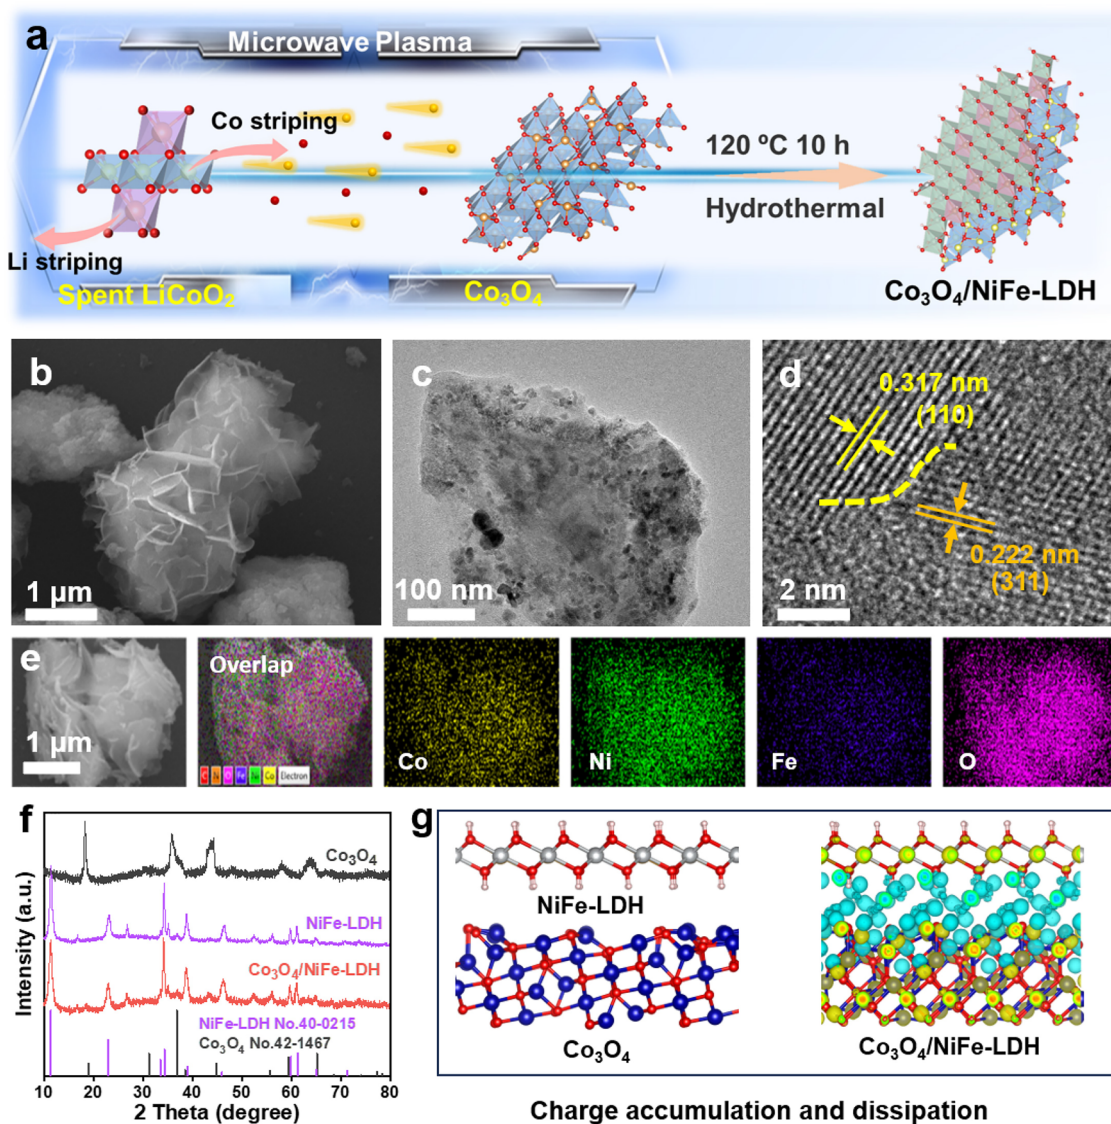 a
Microwave Plasma
Co striping
120 ºC 10 h
Hydrothermal
Li striping
Spent LiCoO₂
Co₃O₄
Co₃O₄/NiFe-LDH
b
1 µm
c
100 nm
d
0.317 nm
(110)
0.222 nm
(311)
2 nm
e
1 µm
Overlap
O Fe Co Electron
Co
Ni
Fe
O
f
Co₃O₄
NiFe-LDH
Co₃O₄/NiFe-LDH
NiFe-LDH No.40-0215
Co₃O₄ No.42-1467
Intensity (a.u.)
10 20 30 40 50 60 70 80
2 Theta (degree)
g
NiFe-LDH
Co₃O₄
Co₃O₄/NiFe-LDH
Charge accumulation and dissipation